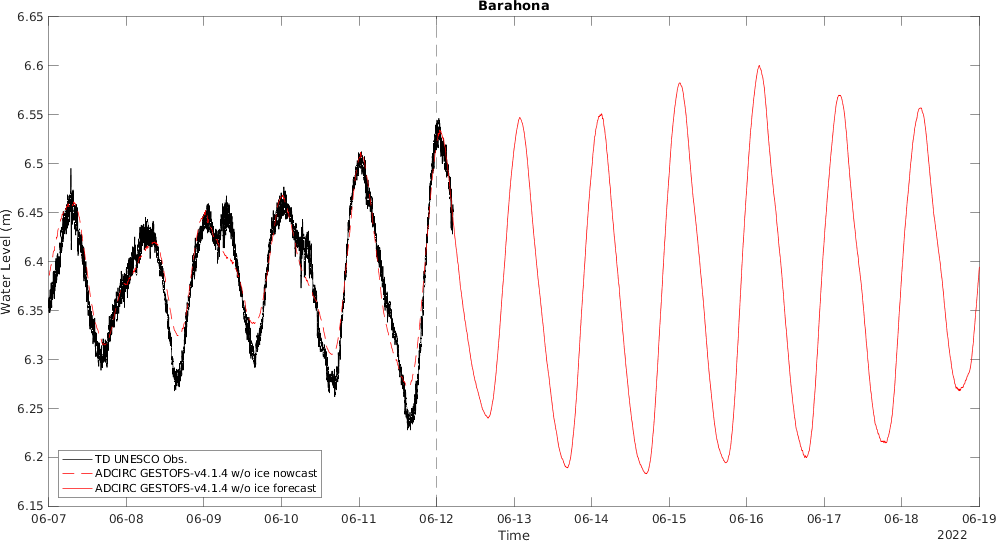 Barahona
6.65
6.6
6.55
6.5
6.45
6.4
6.35
6.3
6.25
6.2
6.15
Water Level (m)
TD UNESCO Obs.
ADCIRC GESTOFS-v4.1.4 w/o ice nowcast
ADCIRC GESTOFS-v4.1.4 w/o ice forecast
06-07 06-08 06-09 06-10 06-11 06-12 06-13 06-14 06-15 06-16 06-17 06-18 06-19
Time
2022